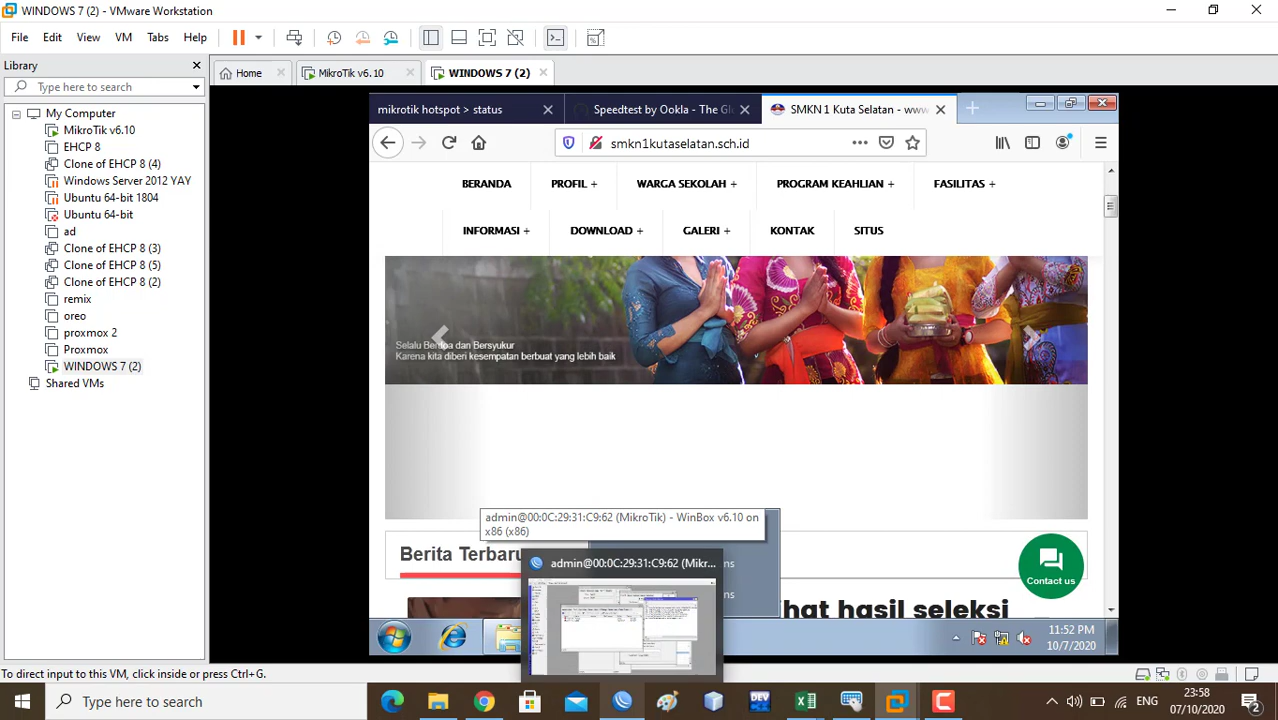 WINDOWS 7 (2) - VMware Workstation
File Edit View VM Tabs Help
Library
Type here to search
My Computer
MikroTik v6.10
EHCP 8
Clone of EHCP 8 (4)
Windows Server 2012 YAY
Ubuntu 64-bit 1804
Ubuntu 64-bit
ad
Clone of EHCP 8 (3)
Clone of EHCP 8 (5)
Clone of EHCP 8 (2)
remix
oreo
proxmox 2
Proxmox
WINDOWS 7 (2)
Shared VMs
Home MikroTik v6.10 WINDOWS 7 (2)
mikrotik hotspot > status Speedtest by Ookla - The Gl SMKN 1 Kuta Selatan - www
smkn1kutaselatan.sch.id
BERANDA PROFIL + WARGA SEKOLAH + PROGRAM KEAHLIAN + FASILITAS +
INFORMASI + DOWNLOAD + GALERI + KONTAK SITUS
Selalu Berdoa dan Bersyukur
Karena kita diberi kesempatan berbuat yang lebih baik
admin@00:0C:29:31:C9:62 (MikroTik) - WinBox v6.10 on
x86 (x86)
Berita Terbaru
admin@00:0C:29:31:C9:62 (Mikr...
ns
ns
Contact us
hat hasil seleksi
11:52 PM
10/7/2020
To direct input to this VM, click inside or press Ctrl+G.
Type here to search
DEV
ENG
23:58
07/10/2020
2